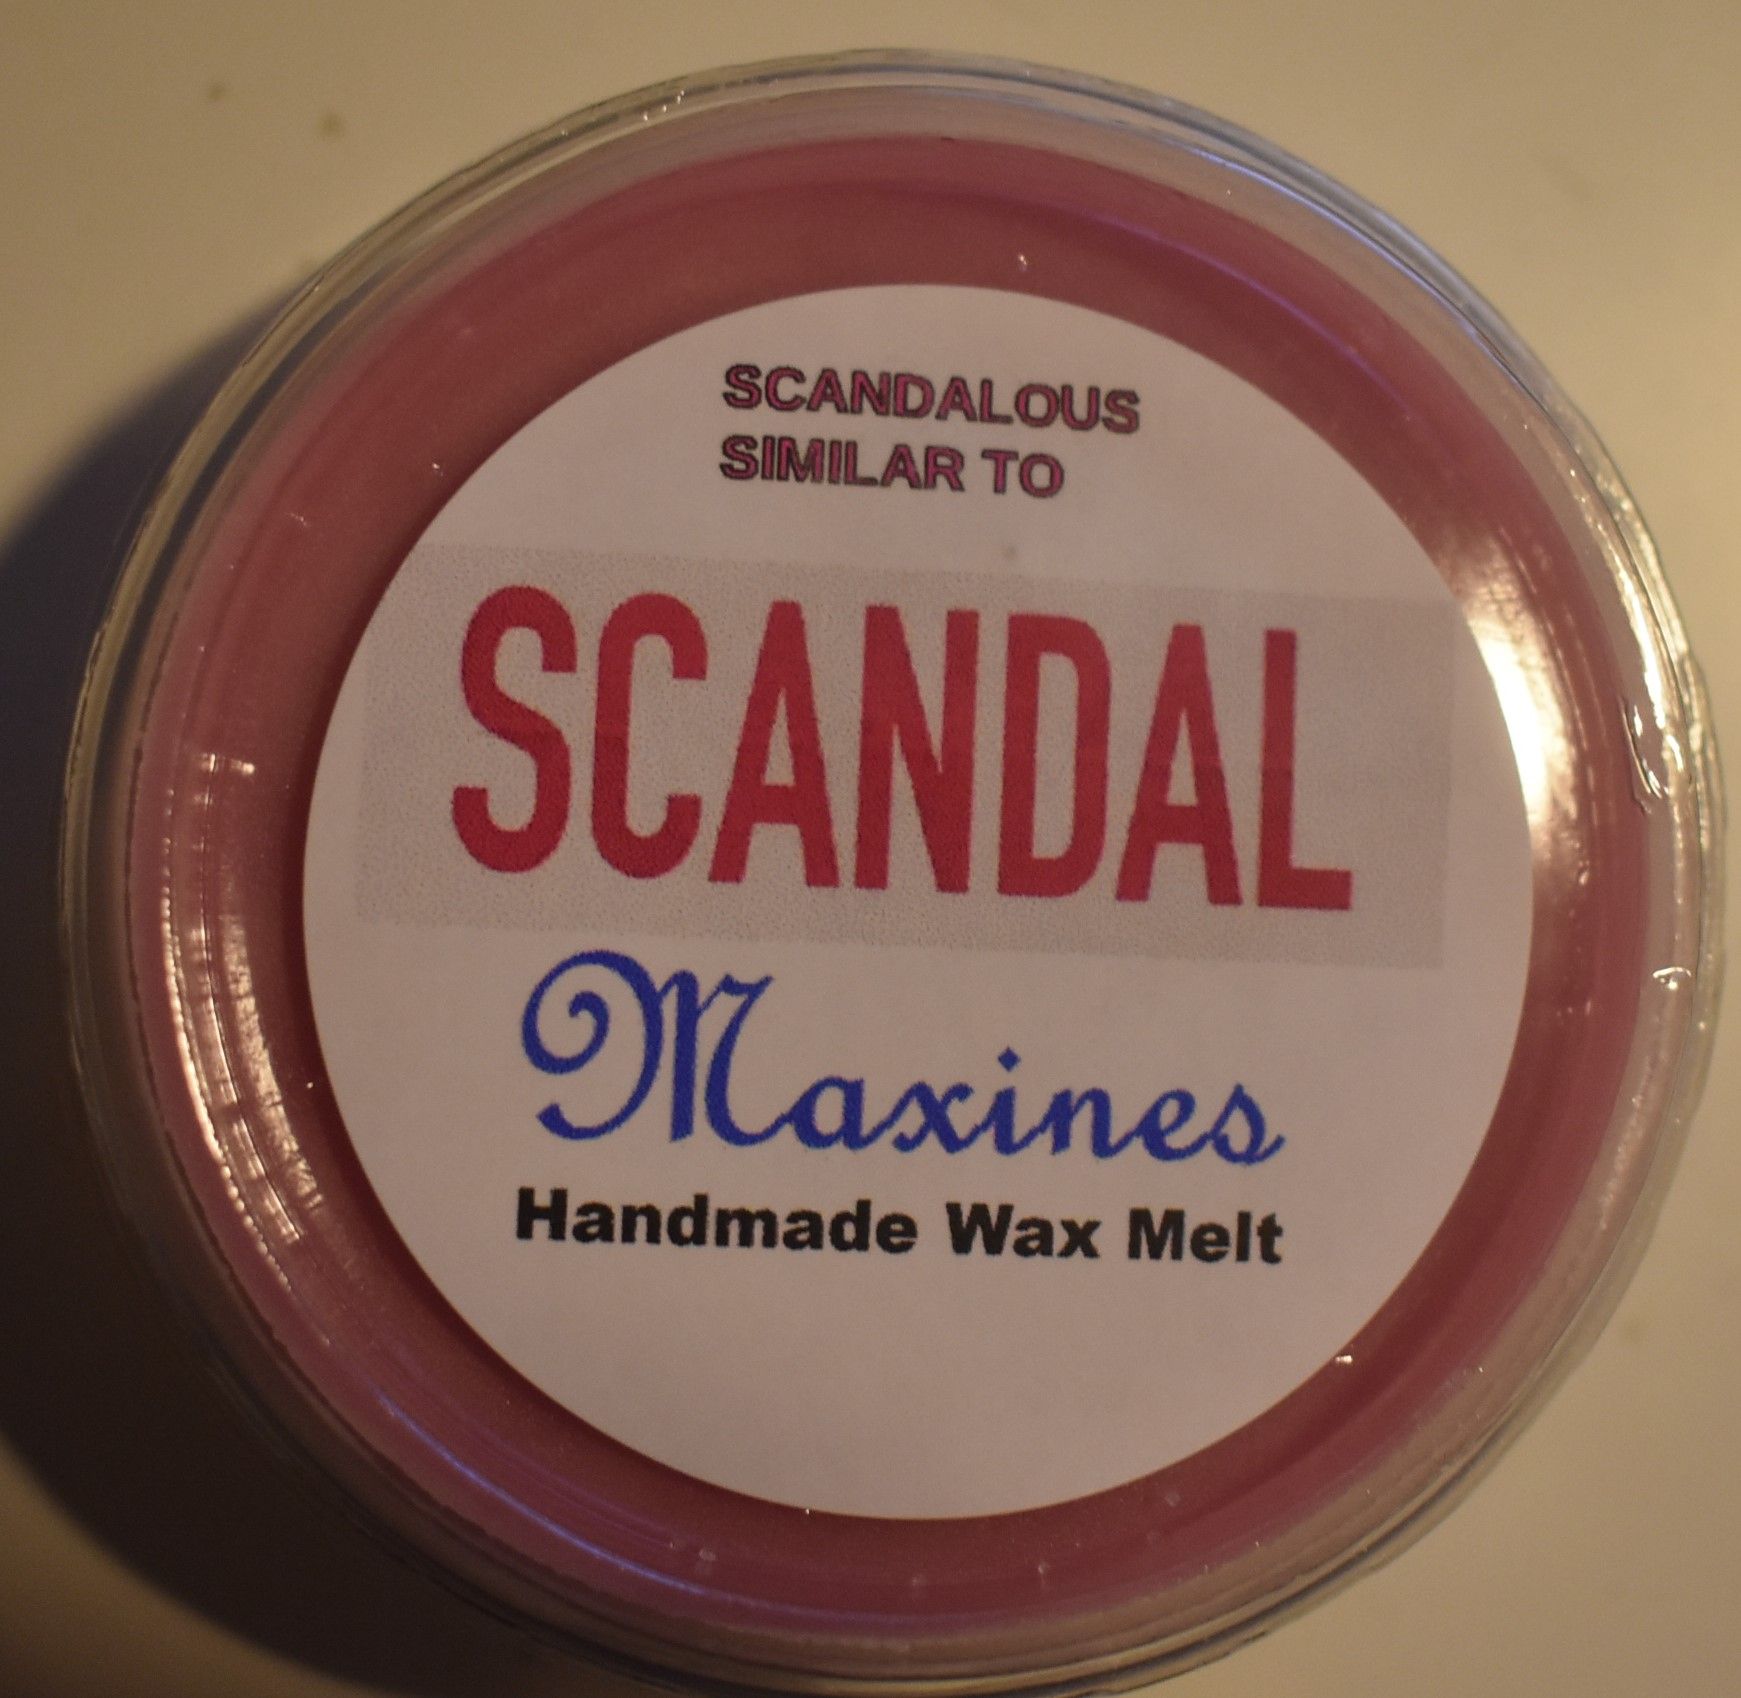 SCANDALOUS
SIMILAR TO
SCANDAL
Maxines
Handmade Wax Melt